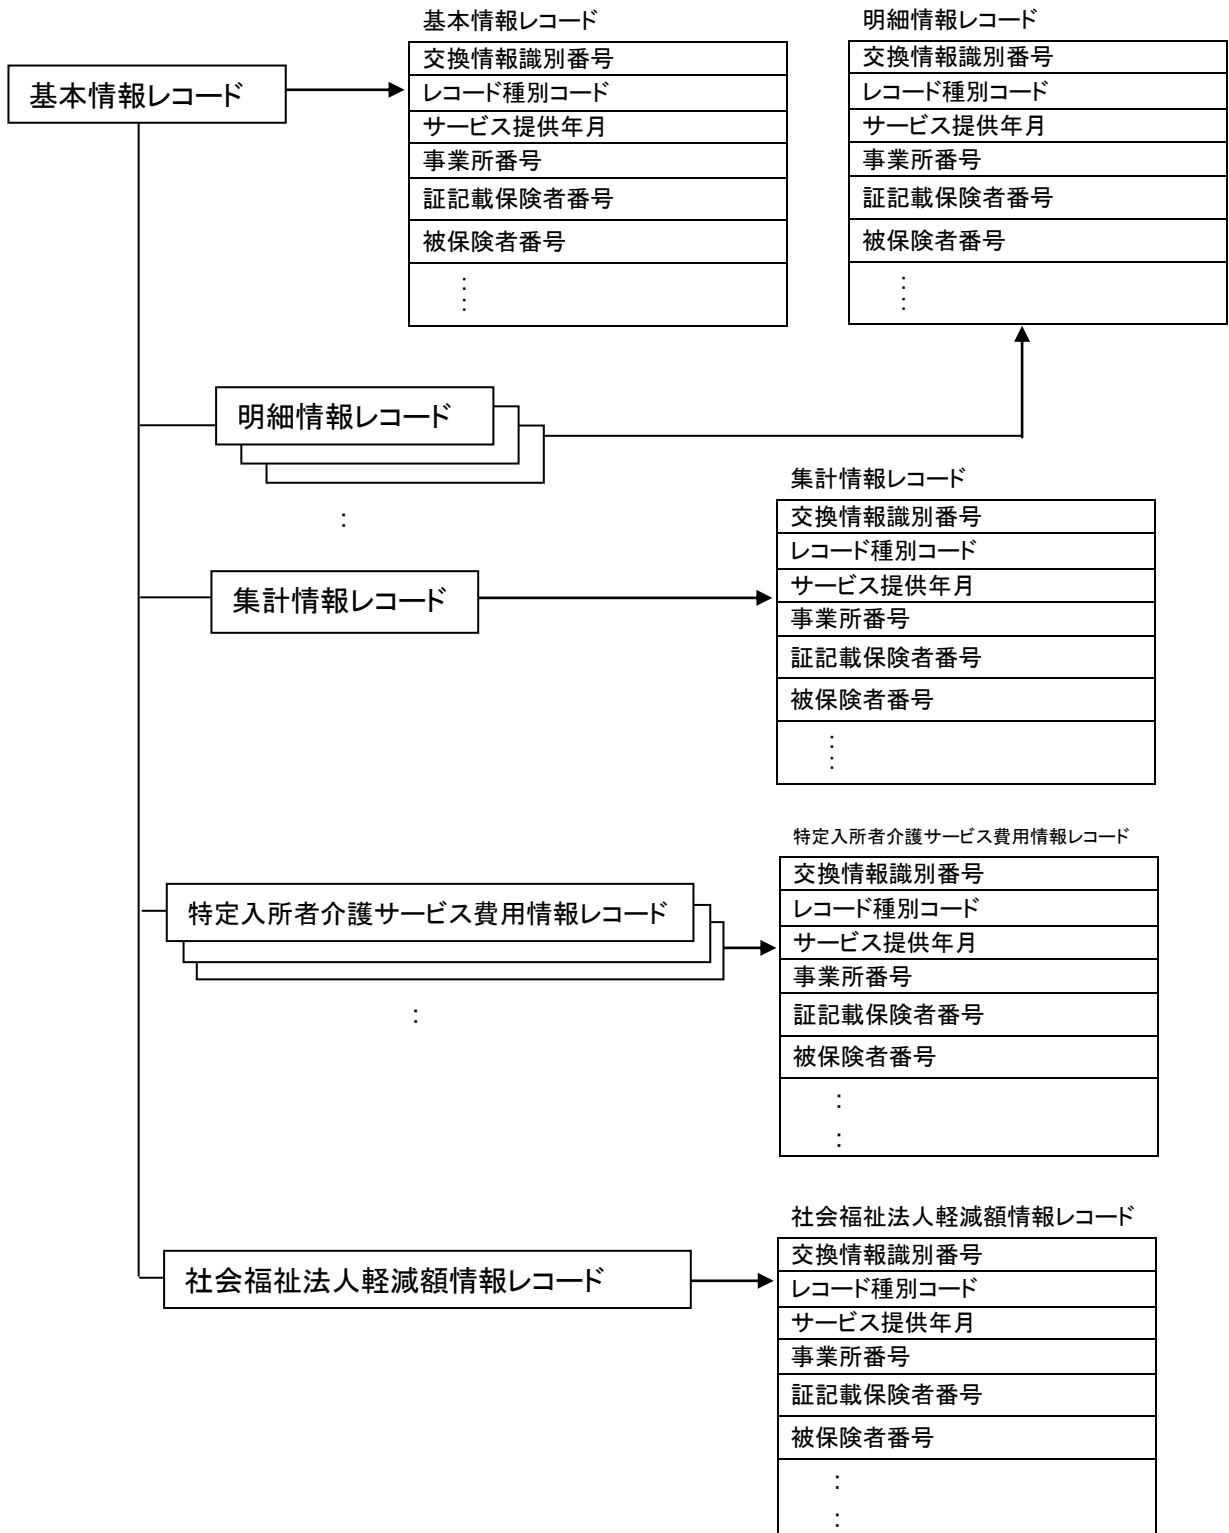 基本情報レコード
基本情報レコード
交換情報識別番号
レコード種別コード
サービス提供年月
事業所番号
証記載保険者番号
被保険者番号
:
:
明細情報レコード
交換情報識別番号
レコード種別コード
サービス提供年月
事業所番号
証記載保険者番号
被保険者番号
:
:
明細情報レコード
:
集計情報レコード
集計情報レコード
交換情報識別番号
レコード種別コード
サービス提供年月
事業所番号
証記載保険者番号
被保険者番号
:
:
特定入所者介護サービス費用情報レコード
:
特定入所者介護サービス費用情報レコード
交換情報識別番号
レコード種別コード
サービス提供年月
事業所番号
証記載保険者番号
被保険者番号
:
:
社会福祉法人軽減額情報レコード
社会福祉法人軽減額情報レコード
交換情報識別番号
レコード種別コード
サービス提供年月
事業所番号
証記載保険者番号
被保険者番号
:
: